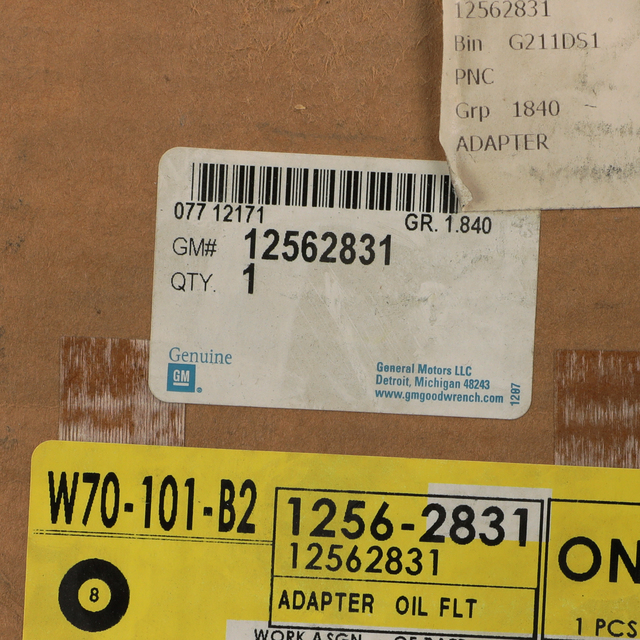 12562831
Bin G211DS1
PNC
Grp 1840
ADAPTER
077 12171 GR. 1.840
GM# 12562831
QTY. 1
Genuine
GM
General Motors LLC
Detroit, Michigan 48243
www.gmgoodwrench.com
1287
W70-101-B2
1256-2831
12562831
ADAPTER OIL FLT
8
ON
1 PCS
WORK ASGN